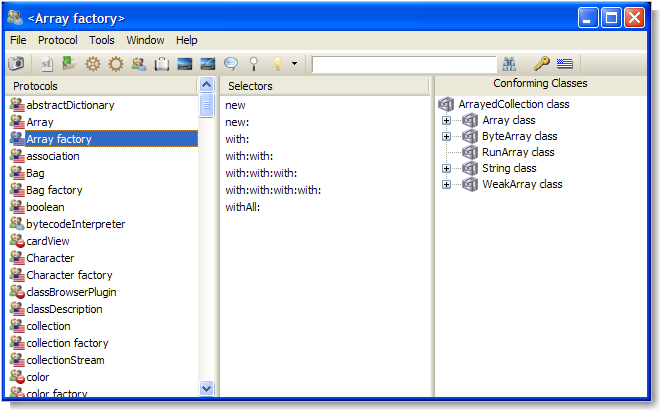 <Array factory>
File Protocol Tools Window Help
Protocols
abstractDictionary
Array
Array factory
association
Bag
Bag factory
boolean
bytecodeInterpreter
cardView
Character
Character factory
classBrowserPlugin
classDescription
collection
collection factory
collectionStream
color
color factory
Selectors
new
new:
with:
with:with:
with:with:with:
with:with:with:with:
withAll:
Conforming Classes
ArrayedCollection class
Array class
ByteArray class
RunArray class
String class
WeakArray class